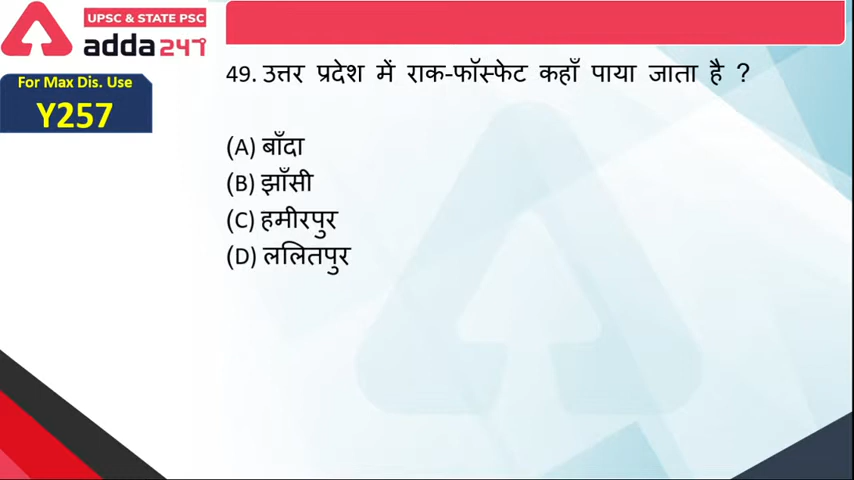 UPSC & STATE PSC
adda247
For Max Dis. Use
Y257
49. उत्तर प्रदेश में राक-फॉस्फेट कहाँ पाया जाता है ?
(A) बाँदा
(B) झाँसी
(C) हमीरपुर
(D) ललितपुर